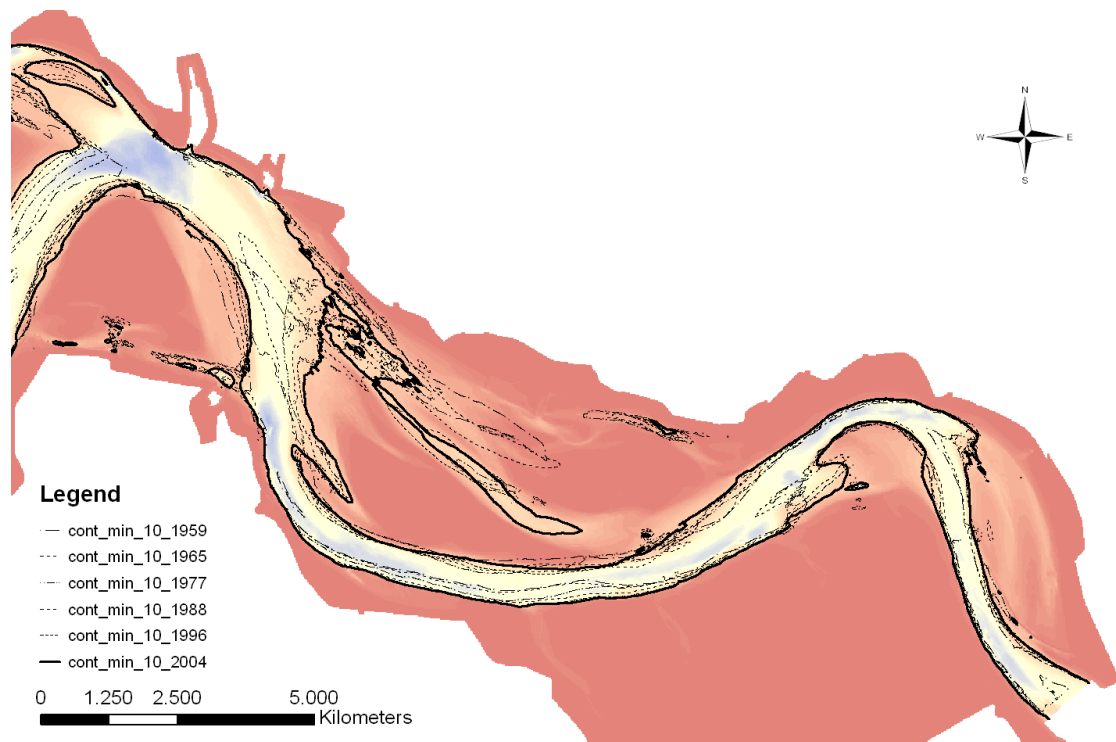 N
W E
S
Legend
cont_min_10_1959
cont_min_10_1965
cont_min_10_1977
cont_min_10_1988
cont_min_10_1996
cont_min_10_2004
0 1.250 2.500 5.000
Kilometers